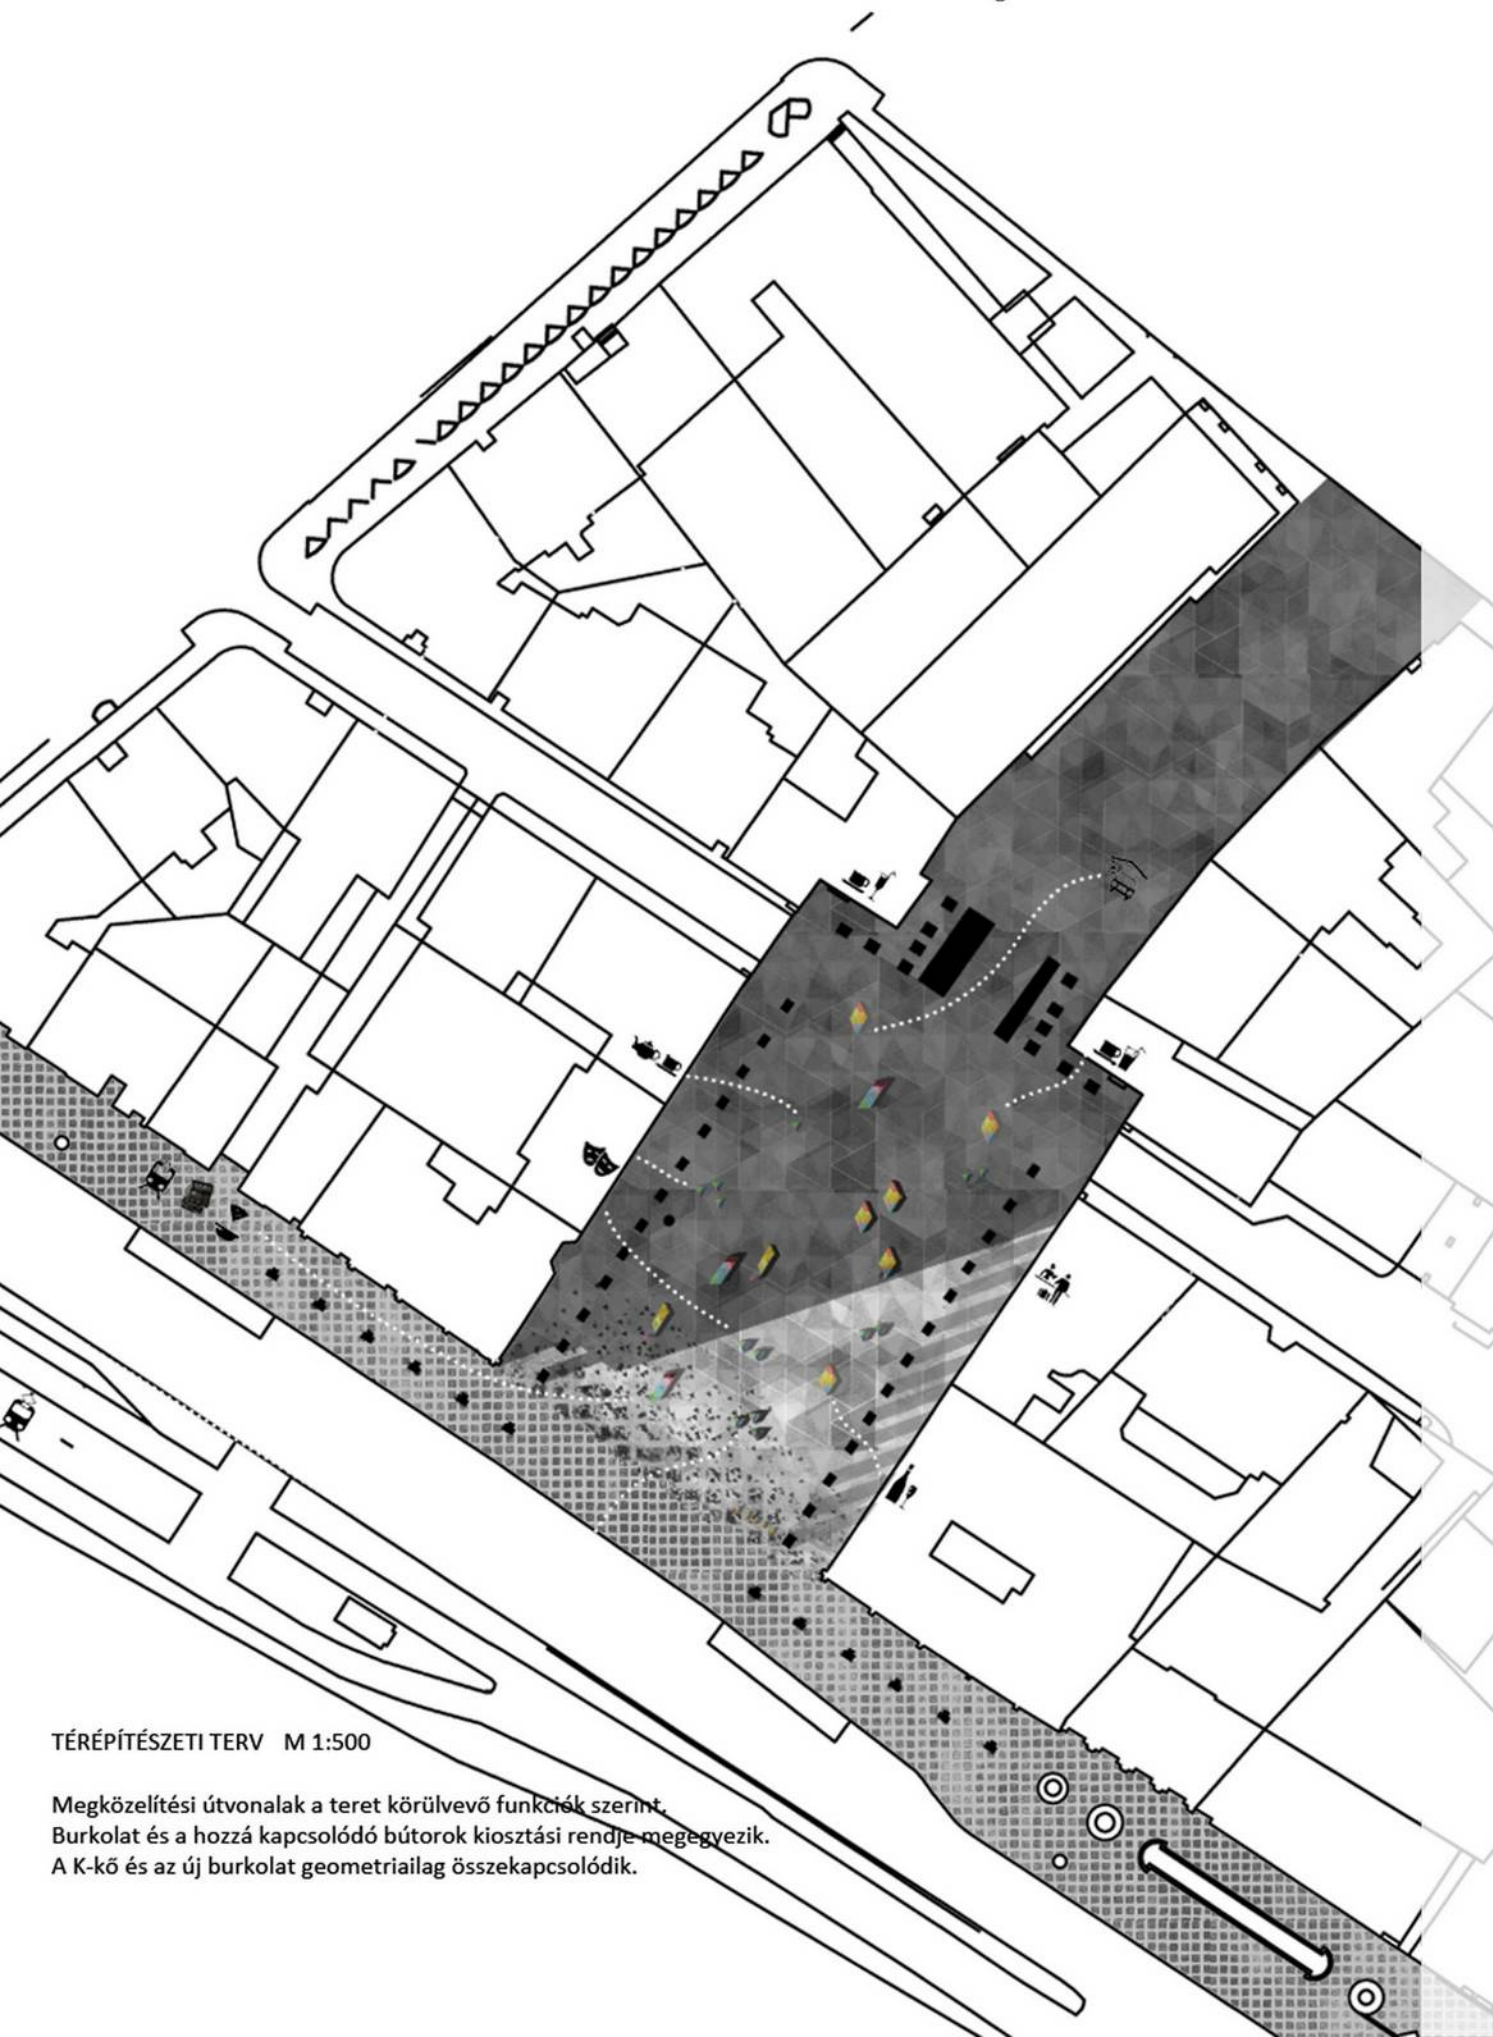 TÉRÉPÍTÉSZETI TERV M 1:500
Megközelítési útvonalak a teret körülvevő funkciók szerint.
Burkolat és a hozzá kapcsolódó bútorok kiosztási rendje megegyezik.
A K-kő és az új burkolat geometriailag összekapcsolódik.